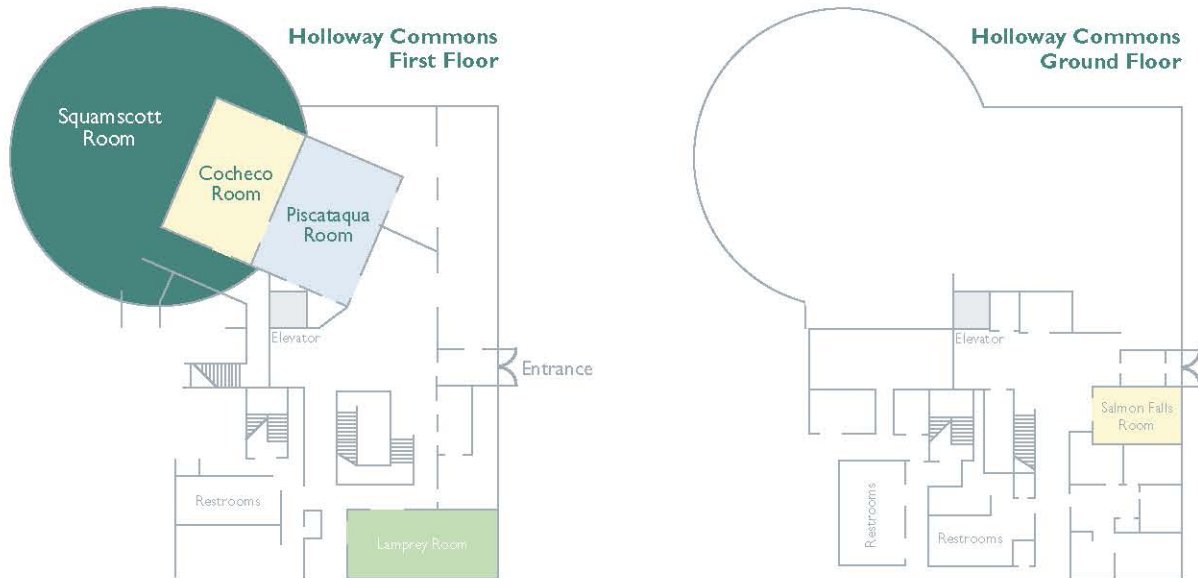 Holloway Commons
First Floor
Squamscott
Room
Cocheco
Room
Piscataqua
Room
Elevator
Entrance
Restrooms
Lamprey Room
Holloway Commons
Ground Floor
Elevator
Salmon Falls
Room
Restrooms
Restrooms